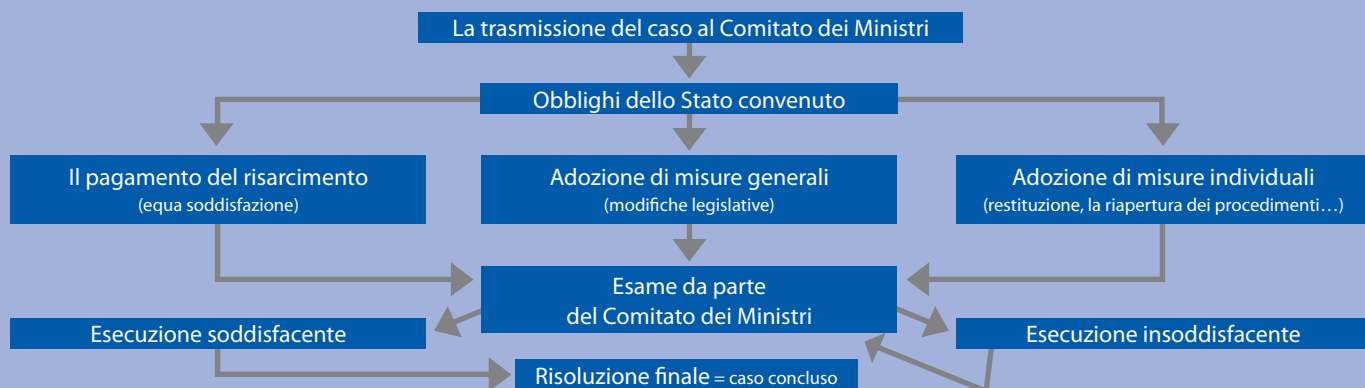 La trasmissione del caso al Comitato dei Ministri
Obblighi dello Stato convenuto
Il pagamento del risarcimento
(equa soddisfazione)
Adozione di misure generali
(modifiche legislative)
Adozione di misure individuali
(restituzione, la riapertura dei procedimenti…)
Esame da parte
del Comitato dei Ministri
Esecuzione soddisfacente
Esecuzione insoddisfacente
Risoluzione finale = caso concluso